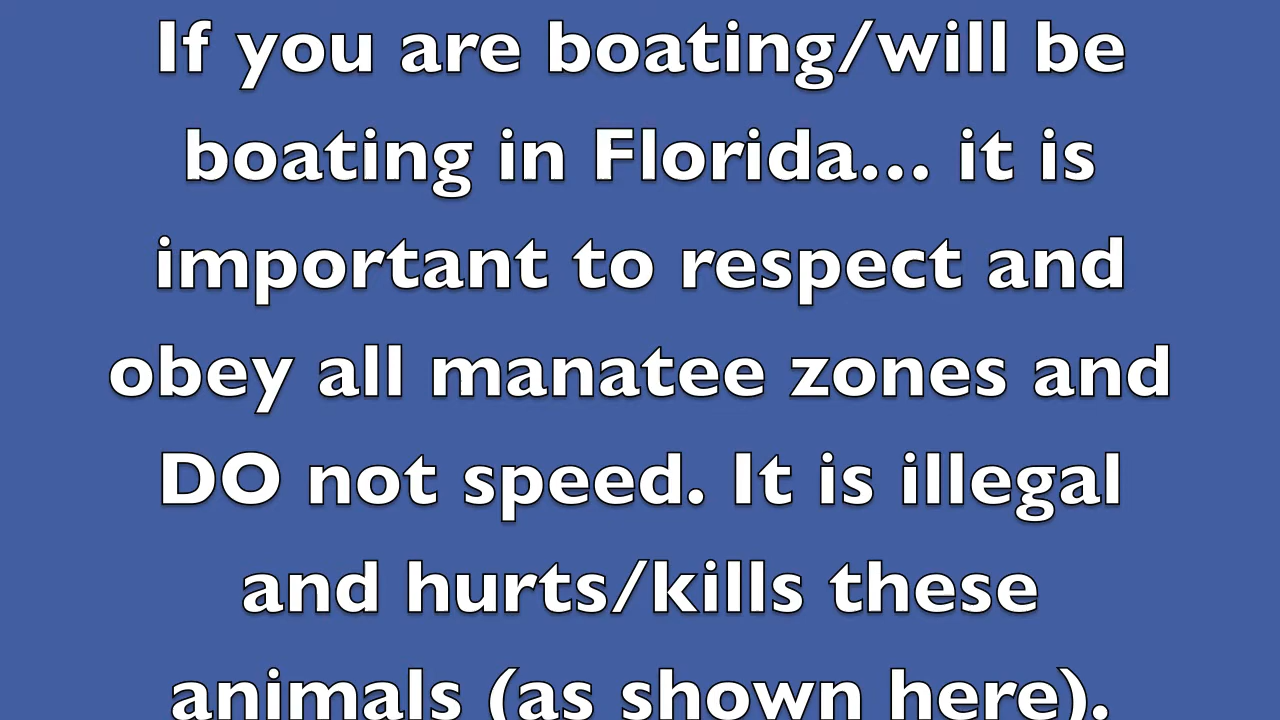 If you are boating/will be
boating in Florida... it is
important to respect and
obey all manatee zones and
DO not speed. It is illegal
and hurts/kills these
animals (as shown here).